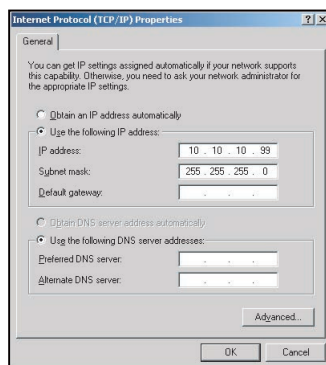 Internet Protocol (TCP/IP) Properties
General
You can get IP settings assigned automatically if your network supports
this capability. Otherwise, you need to ask your network administrator for
the appropriate IP settings.
Obtain an IP address automatically
Use the following IP address:
IP address: 10 . 10 . 10 . 99
Subnet mask: 255 . 255 . 255 . 0
Default gateway: . . .
Obtain DNS server address automatically
Use the following DNS server addresses:
Preferred DNS server: . . .
Alternate DNS server: . . .
Advanced...
OK Cancel